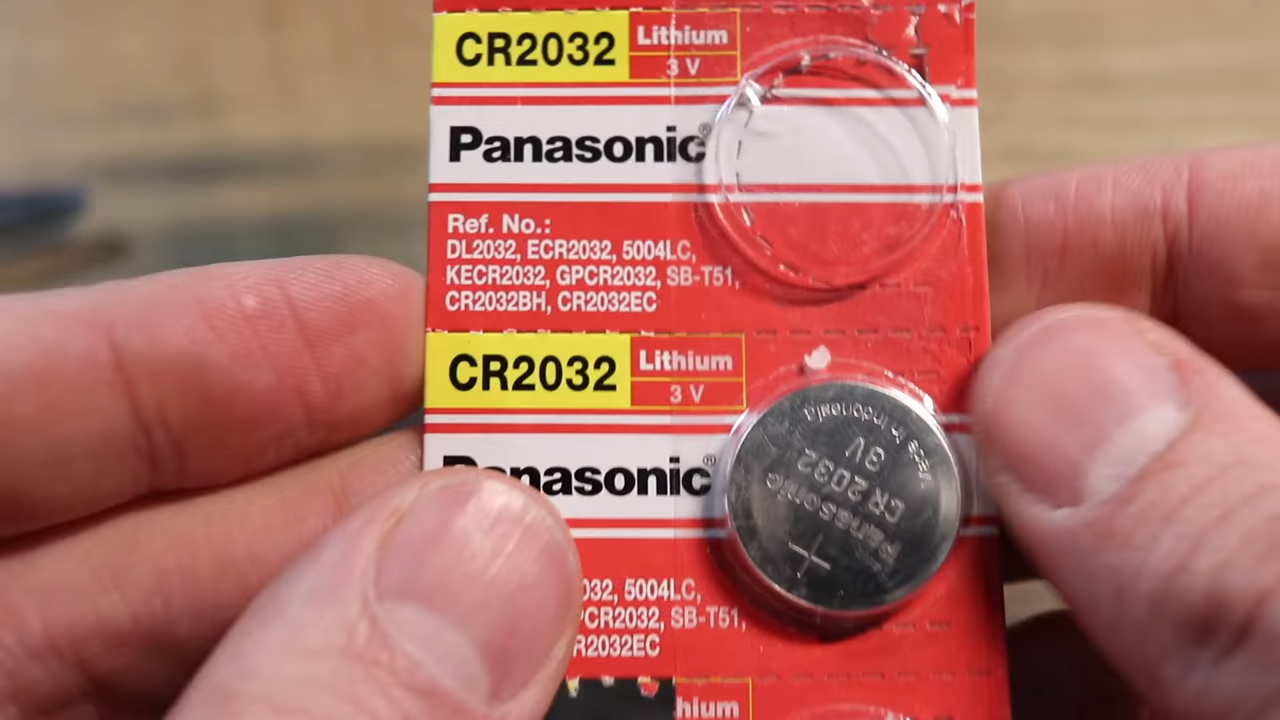 CR2032
Lithium
3 V
Panasonic®
Ref. No.:
DL2032, ECR2032, 5004LC,
KECR2032, GPCR2032, SB-T51,
CR2032BH, CR2032EC
CR2032
Lithium
3 V
Panasonic®
Made in Indonesia
3V
CR2032
Panasonic
+
032, 5004LC,
PCR2032, SB-T51,
R2032EC
hium